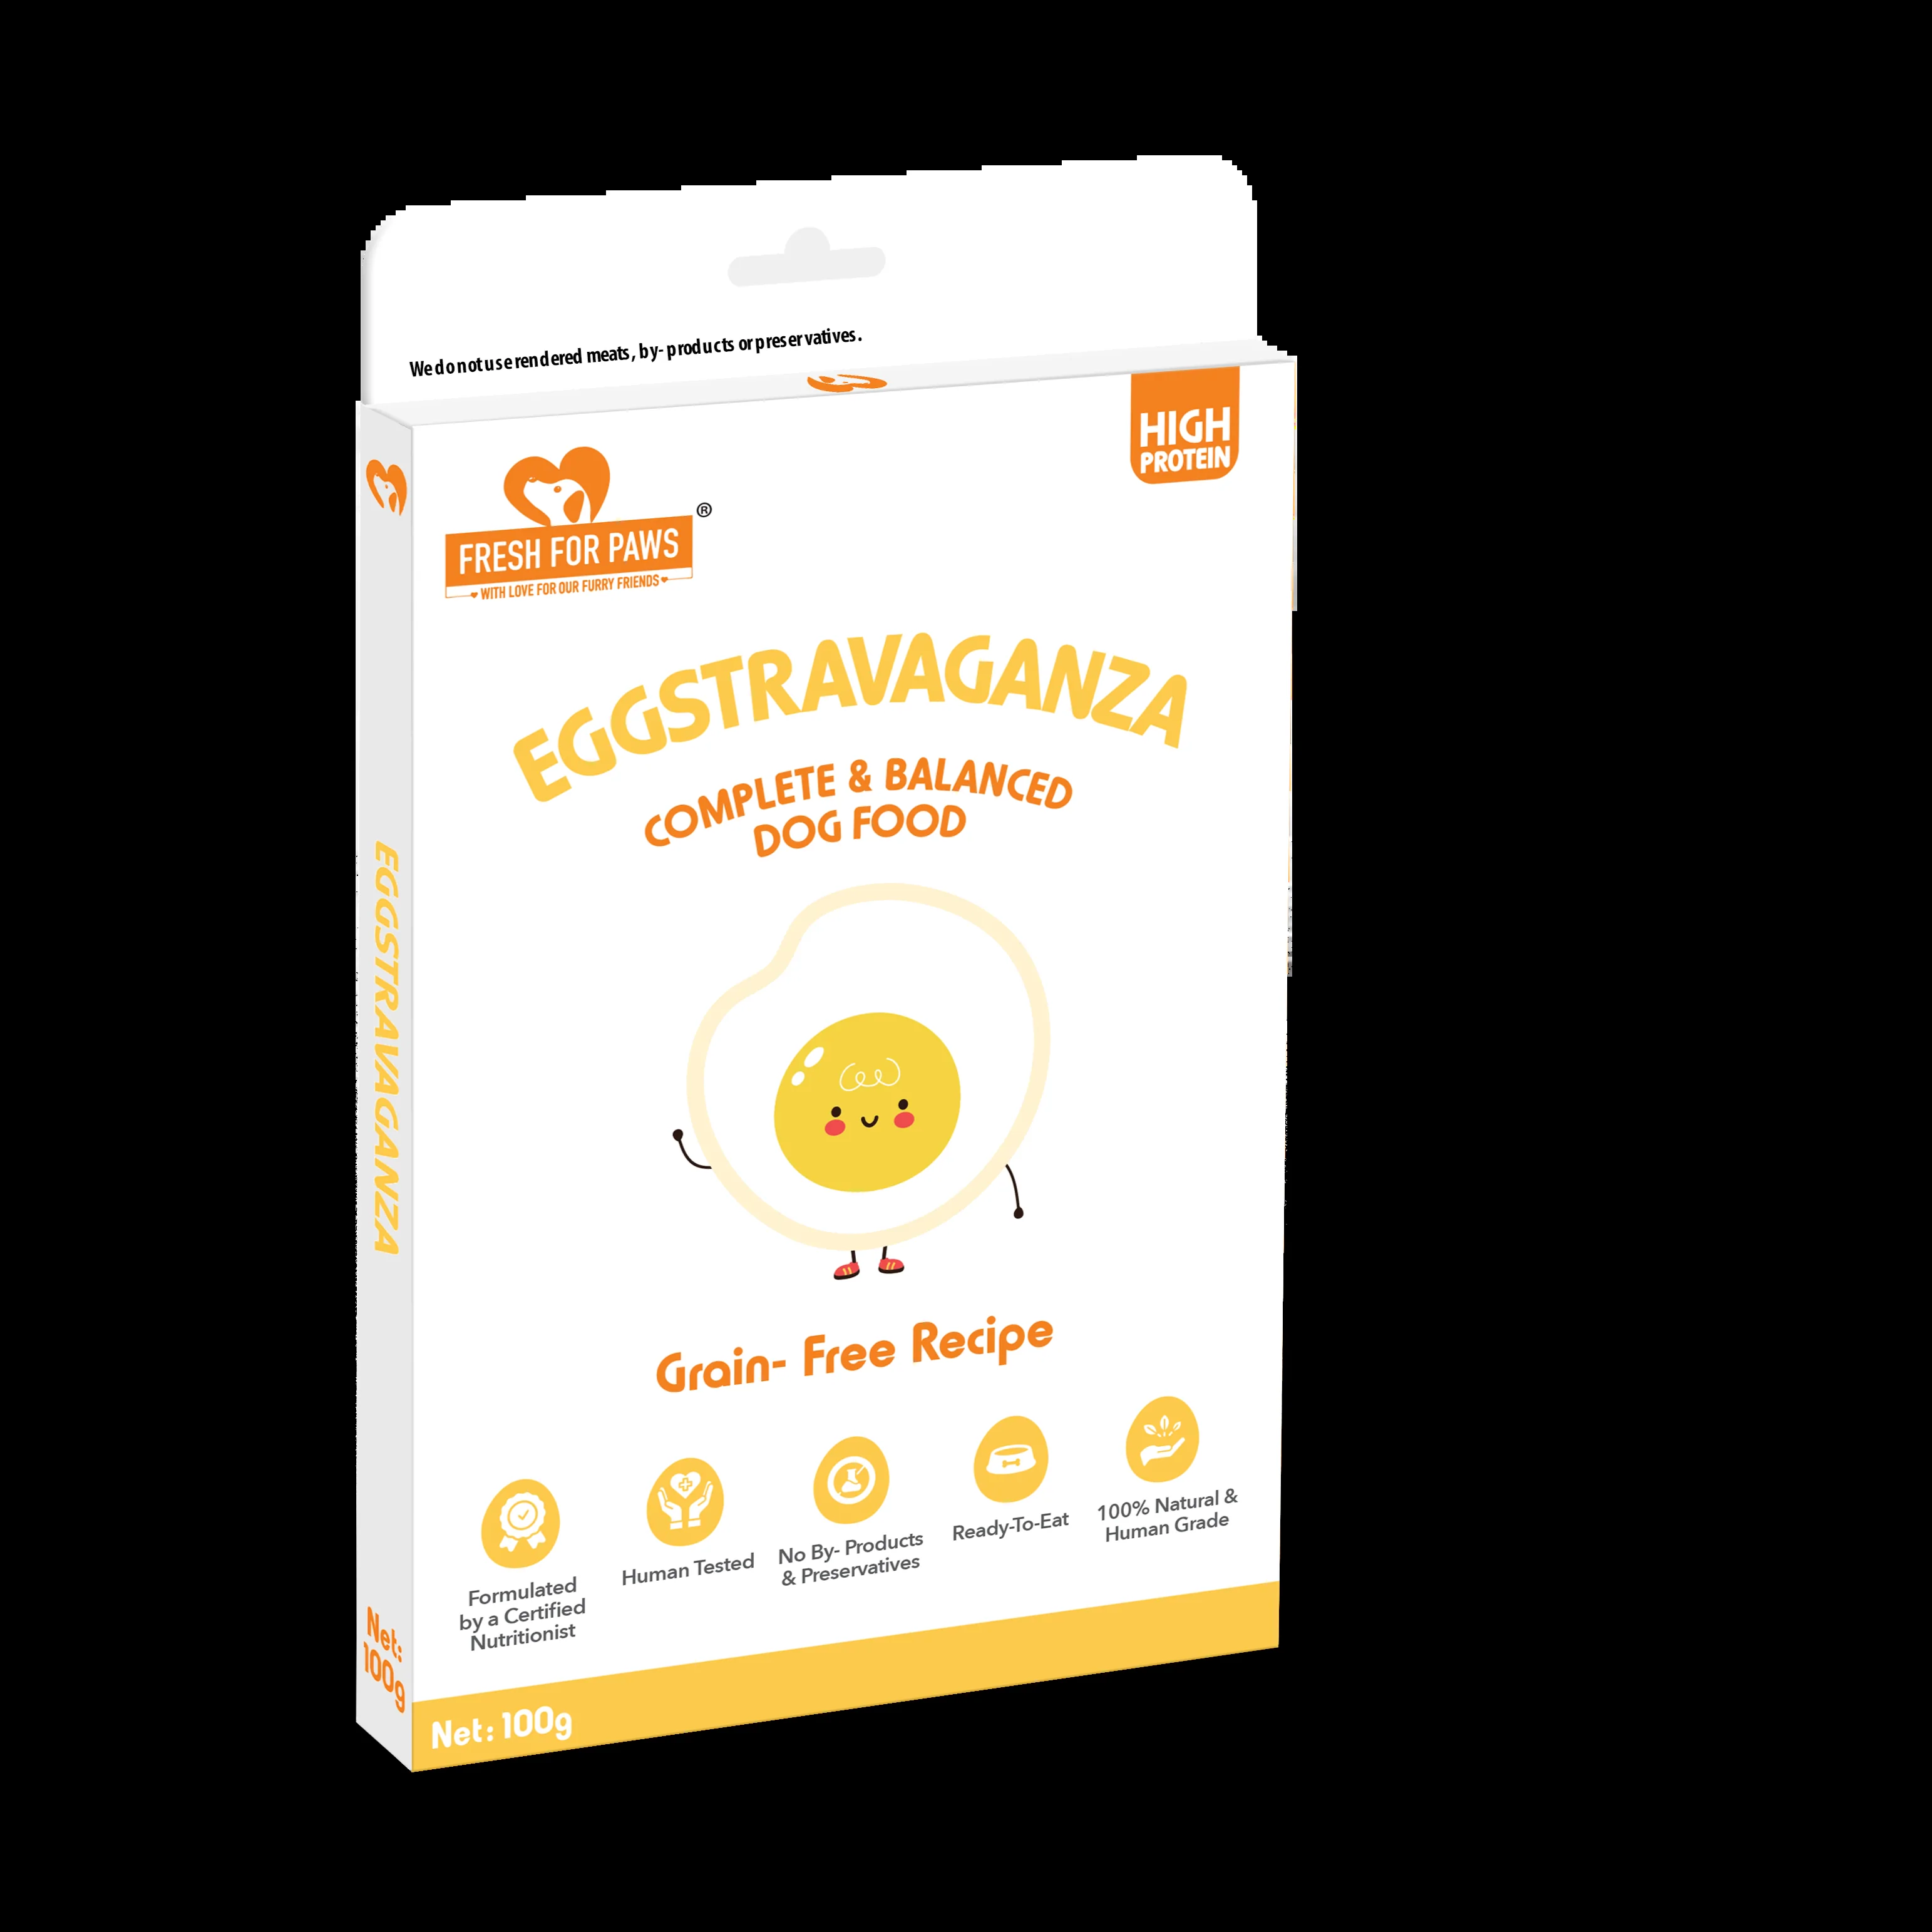 We do not use rendered meats, by- products or preservatives.
HIGH
PROTEIN
FRESH FOR PAWS
®
WITH LOVE FOR OUR FURRY FRIENDS
EGGSTRAVAGANZA
COMPLETE & BALANCED
DOG FOOD
Grain- Free Recipe
Formulated
by a Certified
Nutritionist
Human Tested
No By- Products
& Preservatives
Ready-To-Eat
100% Natural &
Human Grade
Net: 100g
EGGSTRAVAGANZA
Net:
100g